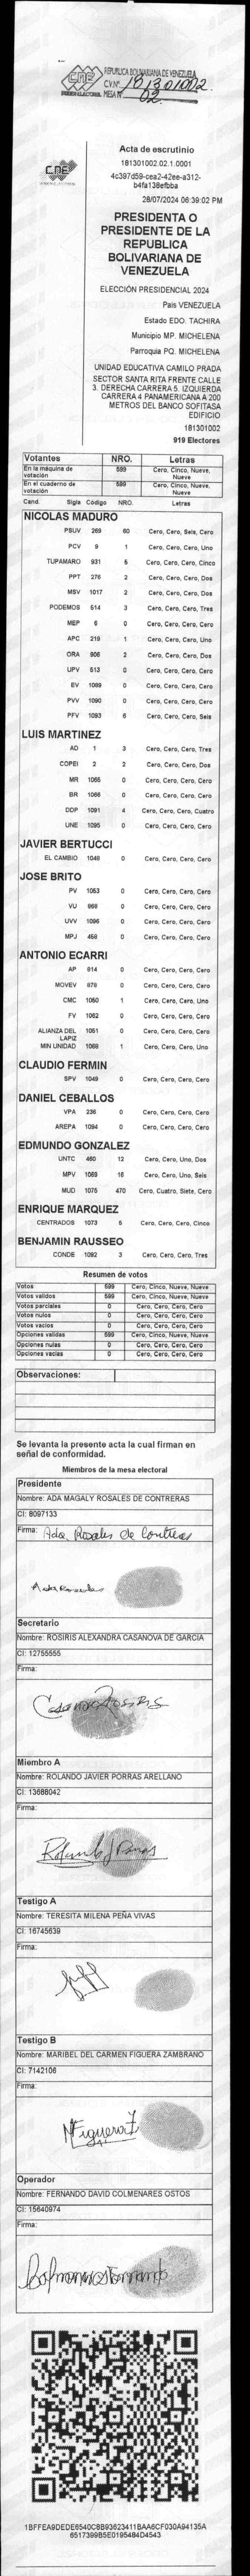 REPUBLICA BOLIVARIANA DE VENEZUELA
CNE
PODER ELECTORAL
CVN° 181301002
MESA N° 02
CNE
Acta de escrutinio
181301002.02.1.0001
4c397d59-cea2-42ee-a312-
b4fa138efbba
28/07/2024 06:39:02 PM
PRESIDENTA O
PRESIDENTE DE LA
REPUBLICA
BOLIVARIANA DE
VENEZUELA
ELECCIÓN PRESIDENCIAL 2024
Pais VENEZUELA
Estado EDO. TACHIRA
Municipio MP. MICHELENA
Parroquia PQ. MICHELENA
UNIDAD EDUCATIVA CAMILO PRADA
SECTOR SANTA RITA FRENTE CALLE
3. DERECHA CARRERA 5. IZQUIERDA
CARRERA 4 PANAMERICANA A 200
METROS DEL BANCO SOFITASA
EDIFICIO
181301002
919 Electores
Votantes NRO. Letras
En la máquina de votación 599 Cero, Cinco, Nueve, Nueve
En el cuaderno de votación 599 Cero, Cinco, Nueve, Nueve
Cand. Sigla Código NRO. Letras
NICOLAS MADURO
PSUV 269 60 Cero, Cero, Seis, Cero
PCV 9 1 Cero, Cero, Cero, Uno
TUPAMARO 931 5 Cero, Cero, Cero, Cinco
PPT 276 2 Cero, Cero, Cero, Dos
MSV 1017 2 Cero, Cero, Cero, Dos
PODEMOS 514 3 Cero, Cero, Cero, Tres
MEP 6 0 Cero, Cero, Cero, Cero
APC 219 1 Cero, Cero, Cero, Uno
ORA 906 2 Cero, Cero, Cero, Dos
UPV 513 0 Cero, Cero, Cero, Cero
EV 1089 0 Cero, Cero, Cero, Cero
PVV 1090 0 Cero, Cero, Cero, Cero
PFV 1093 6 Cero, Cero, Cero, Seis
LUIS MARTINEZ
AD 1 3 Cero, Cero, Cero, Tres
COPEI 2 2 Cero, Cero, Cero, Dos
MR 1065 0 Cero, Cero, Cero, Cero
BR 1066 0 Cero, Cero, Cero, Cero
DDP 1091 4 Cero, Cero, Cero, Cuatro
UNE 1095 0 Cero, Cero, Cero, Cero
JAVIER BERTUCCI
EL CAMBIO 1048 0 Cero, Cero, Cero, Cero
JOSE BRITO
PV 1053 0 Cero, Cero, Cero, Cero
VU 968 0 Cero, Cero, Cero, Cero
UVV 1096 0 Cero, Cero, Cero, Cero
MPJ 458 0 Cero, Cero, Cero, Cero
ANTONIO ECARRI
AP 914 0 Cero, Cero, Cero, Cero
MOVEV 979 0 Cero, Cero, Cero, Cero
CMC 1050 1 Cero, Cero, Cero, Uno
FV 1062 0 Cero, Cero, Cero, Cero
ALIANZA DEL LAPIZ 1051 0 Cero, Cero, Cero, Cero
MIN UNIDAD 1068 1 Cero, Cero, Cero, Uno
CLAUDIO FERMIN
SPV 1049 0 Cero, Cero, Cero, Cero
DANIEL CEBALLOS
VPA 236 0 Cero, Cero, Cero, Cero
AREPA 1094 0 Cero, Cero, Cero, Cero
EDMUNDO GONZALEZ
UNTC 460 12 Cero, Cero, Uno, Dos
MPV 1069 16 Cero, Cero, Uno, Seis
MUD 1075 470 Cero, Cuatro, Siete, Cero
ENRIQUE MARQUEZ
CENTRADOS 1073 5 Cero, Cero, Cero, Cinco
BENJAMIN RAUSSEO
CONDE 1092 3 Cero, Cero, Cero, Tres
Resumen de votos
Votos 599 Cero, Cinco, Nueve, Nueve
Votos validos 599 Cero, Cinco, Nueve, Nueve
Votos parciales 0 Cero, Cero, Cero, Cero
Votos nulos 0 Cero, Cero, Cero, Cero
Votos vacios 0 Cero, Cero, Cero, Cero
Opciones validas 599 Cero, Cinco, Nueve, Nueve
Opciones nulas 0 Cero, Cero, Cero, Cero
Opciones vacias 0 Cero, Cero, Cero, Cero
Observaciones:
Se levanta la presente acta la cual firman en
señal de conformidad.
Miembros de la mesa electoral
Presidente
Nombre: ADA MAGALY ROSALES DE CONTRERAS
CI: 8097133
Firma: Ada Rosales de Contreras
Ada Rosales
Secretario
Nombre: ROSIRIS ALEXANDRA CASANOVA DE GARCIA
CI: 12755555
Firma:
Casanova Rosiris
Miembro A
Nombre: ROLANDO JAVIER PORRAS ARELLANO
CI: 13688042
Firma:
Rolando J Porras
Testigo A
Nombre: TERESITA MILENA PEÑA VIVAS
CI: 16745639
Firma:
Testigo B
Nombre: MARIBEL DEL CARMEN FIGUERA ZAMBRANO
CI: 7142106
Firma:
MFigueraZ
Operador
Nombre: FERNANDO DAVID COLMENARES OSTOS
CI: 15640974
Firma:
Colmenares Fernando
1BFFEA9DEDE6540C8B93623411BAA6CF030A94135A
6517399B5E0195484D4543